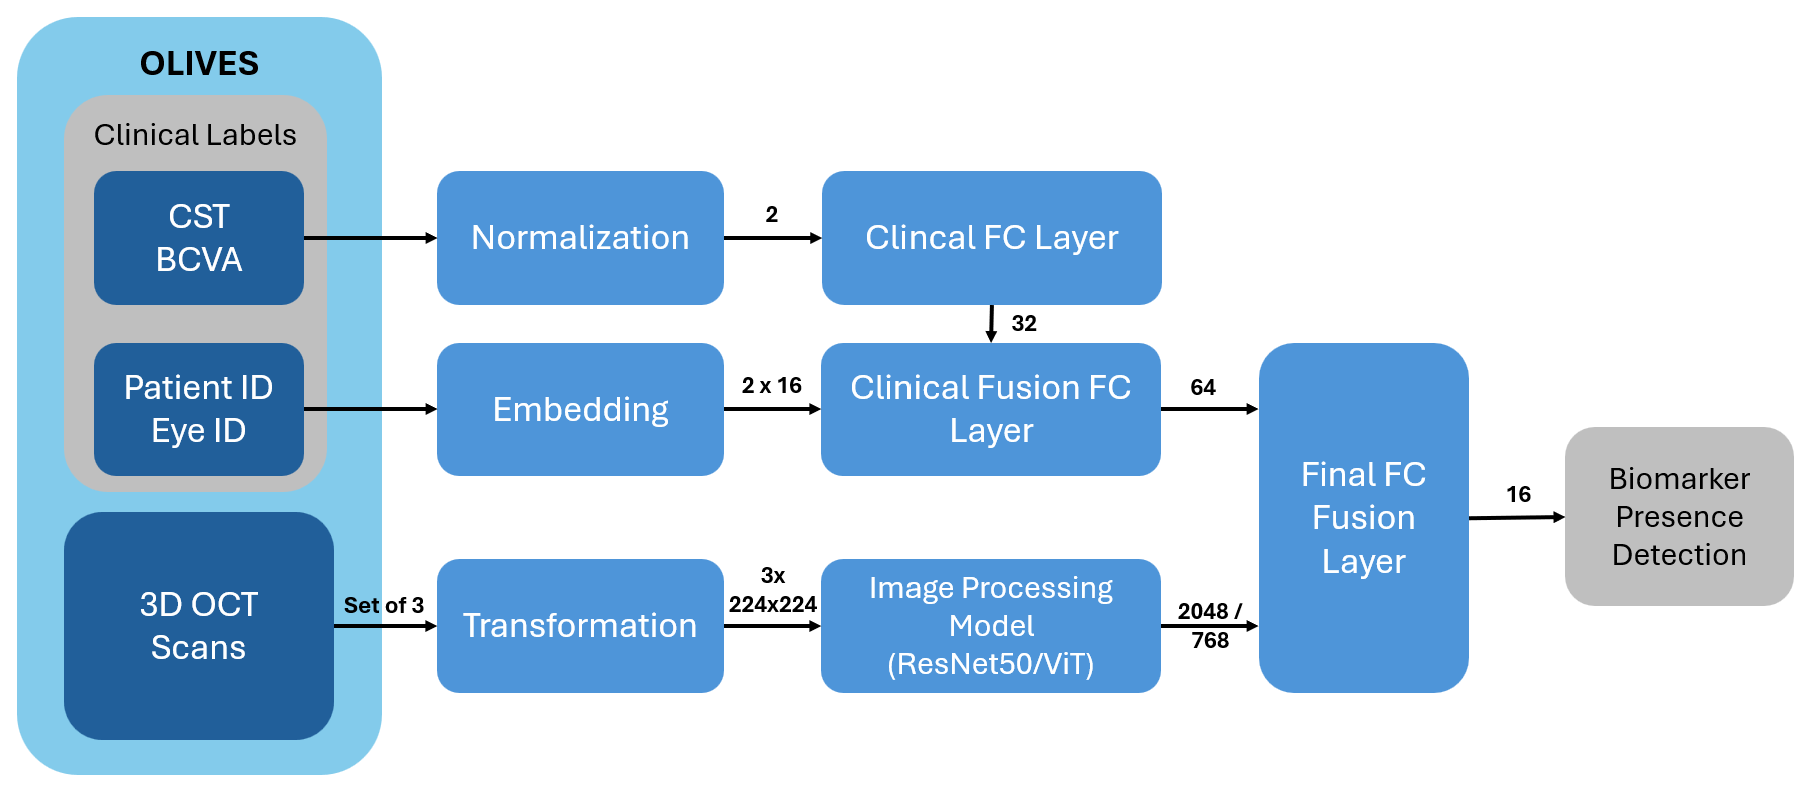 OLIVES
Clinical Labels
CST
BCVA
Normalization
2
Clincal FC Layer
32
Patient ID
Eye ID
Embedding
2 x 16
Clinical Fusion FC
Layer
64
3D OCT
Scans
Set of 3
Transformation
3x
224x224
Image Processing
Model
(ResNet50/ViT)
2048 /
768
Final FC
Fusion
Layer
16
Biomarker
Presence
Detection